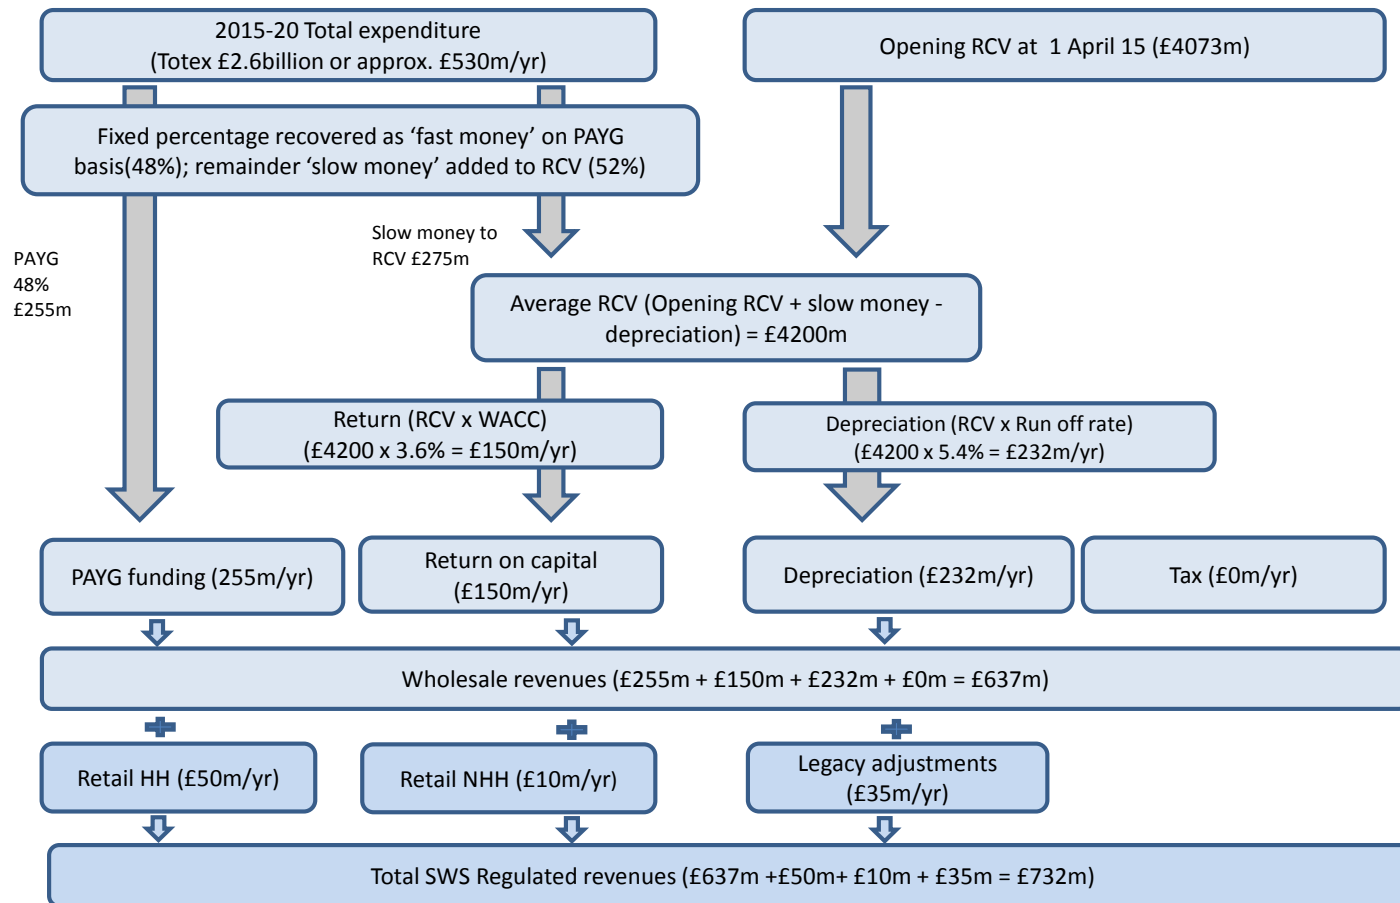 2015-20 Total expenditure
(Totex £2.6billion or approx. £530m/yr)
Opening RCV at  1 April 15 (£4073m)
Fixed percentage recovered as ‘fast money’ on PAYG
basis(48%); remainder ‘slow money’ added to RCV (52%)
PAYG
48%
£255m
Slow money to
RCV £275m
Average RCV (Opening RCV + slow money -
depreciation) = £4200m
Return (RCV x WACC)
(£4200 x 3.6% = £150m/yr)
Depreciation (RCV x Run off rate)
(£4200 x 5.4% = £232m/yr)
PAYG funding (255m/yr)
Return on capital
(£150m/yr)
Depreciation (£232m/yr)
Tax (£0m/yr)
Wholesale revenues (£255m + £150m + £232m + £0m = £637m)
Retail HH (£50m/yr)
Retail NHH (£10m/yr)
Legacy adjustments
(£35m/yr)
Total SWS Regulated revenues (£637m +£50m+ £10m + £35m = £732m)